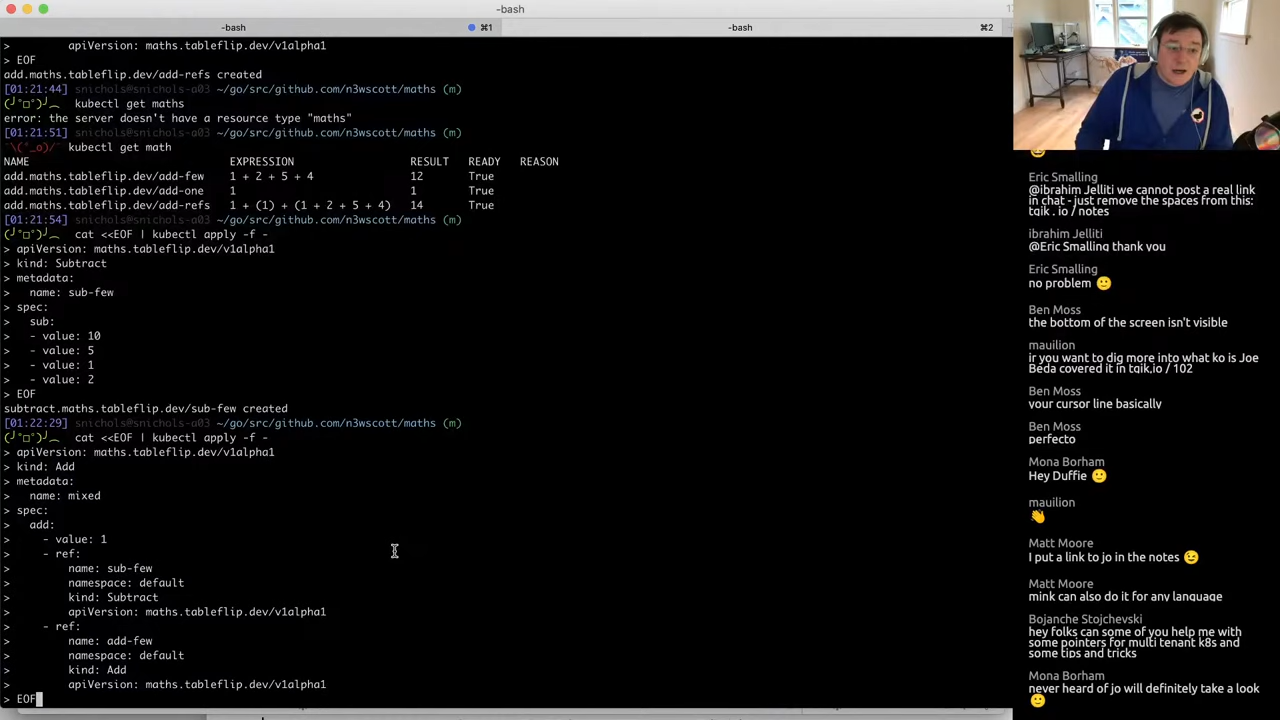 -bash
-bash
⌘1
-bash
⌘2
> apiVersion: maths.tableflip.dev/v1alpha1
> EOF
add.maths.tableflip.dev/add-refs created
[01:21:44] snichols@snichols-a03 ~/go/src/github.com/n3wscott/maths (m)
(╯°□°)╯︵ kubectl get maths
error: the server doesn't have a resource type "maths"
[01:21:51] snichols@snichols-a03 ~/go/src/github.com/n3wscott/maths (m)
¯\(°_o)/¯ kubectl get math
NAME EXPRESSION RESULT READY REASON
add.maths.tableflip.dev/add-few 1 + 2 + 5 + 4 12 True
add.maths.tableflip.dev/add-one 1 1 True
add.maths.tableflip.dev/add-refs 1 + (1) + (1 + 2 + 5 + 4) 14 True
[01:21:54] snichols@snichols-a03 ~/go/src/github.com/n3wscott/maths (m)
(╯°□°)╯︵ cat <<EOF | kubectl apply -f -
> apiVersion: maths.tableflip.dev/v1alpha1
> kind: Subtract
> metadata:
> name: sub-few
> spec:
> sub:
> - value: 10
> - value: 5
> - value: 1
> - value: 2
> EOF
subtract.maths.tableflip.dev/sub-few created
[01:22:29] snichols@snichols-a03 ~/go/src/github.com/n3wscott/maths (m)
(╯°□°)╯︵ cat <<EOF | kubectl apply -f -
> apiVersion: maths.tableflip.dev/v1alpha1
> kind: Add
> metadata:
> name: mixed
> spec:
> add:
> - value: 1
> - ref:
> name: sub-few
> namespace: default
> kind: Subtract
> apiVersion: maths.tableflip.dev/v1alpha1
> - ref:
> name: add-few
> namespace: default
> kind: Add
> apiVersion: maths.tableflip.dev/v1alpha1
> EOF
Eric Smalling
@ibrahim Jelliti we cannot post a real link
in chat - just remove the spaces from this:
tgik . io / notes
ibrahim Jelliti
@Eric Smalling thank you
Eric Smalling
no problem 🙂
Ben Moss
the bottom of the screen isn't visible
mauilion
ir you want to dig more into what ko is Joe
Beda covered it in tgik,io / 102
Ben Moss
your cursor line basically
Ben Moss
perfecto
Mona Borham
Hey Duffie 🙂
mauilion
👋
Matt Moore
I put a link to jo in the notes 😉
Matt Moore
mink can also do it for any language
Bojanche Stojchevski
hey folks can some of you help me with
some pointers for multi tenant k8s and
some tips and tricks
Mona Borham
never heard of jo will definitely take a look
🙂